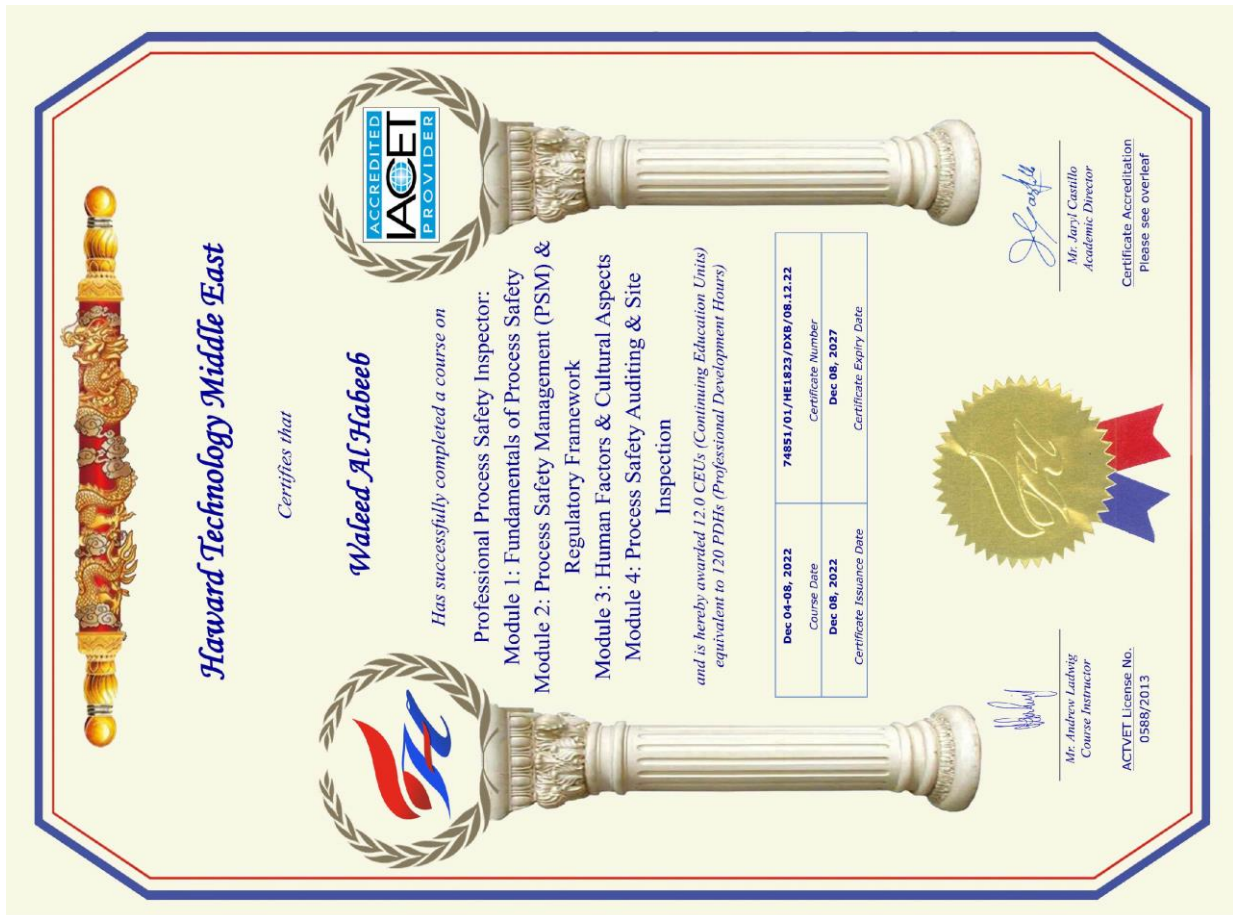 Haward Technology Middle East
Certifies that
Waleed Al Habeeb
ACCREDITED
IACET
PROVIDER
Has successfully completed a course on
Professional Process Safety Inspector:
Module 1: Fundamentals of Process Safety
Module 2: Process Safety Management (PSM) &
Regulatory Framework
Module 3: Human Factors & Cultural Aspects
Module 4: Process Safety Auditing & Site
Inspection
and is hereby awarded 12.0 CEUs (Continuing Education Units)
equivalent to 120 PDHs (Professional Development Hours)
Dec 04-08, 2022 74851/01/HE1823/DXB/08.12.22
Course Date Certificate Number
Dec 08, 2022 Dec 08, 2027
Certificate Issuance Date Certificate Expiry Date
Mr. Andrew Ladwig
Course Instructor
ACTVET License No.
0588/2013
Mr. Jaryl Castillo
Academic Director
Certificate Accreditation
Please see overleaf